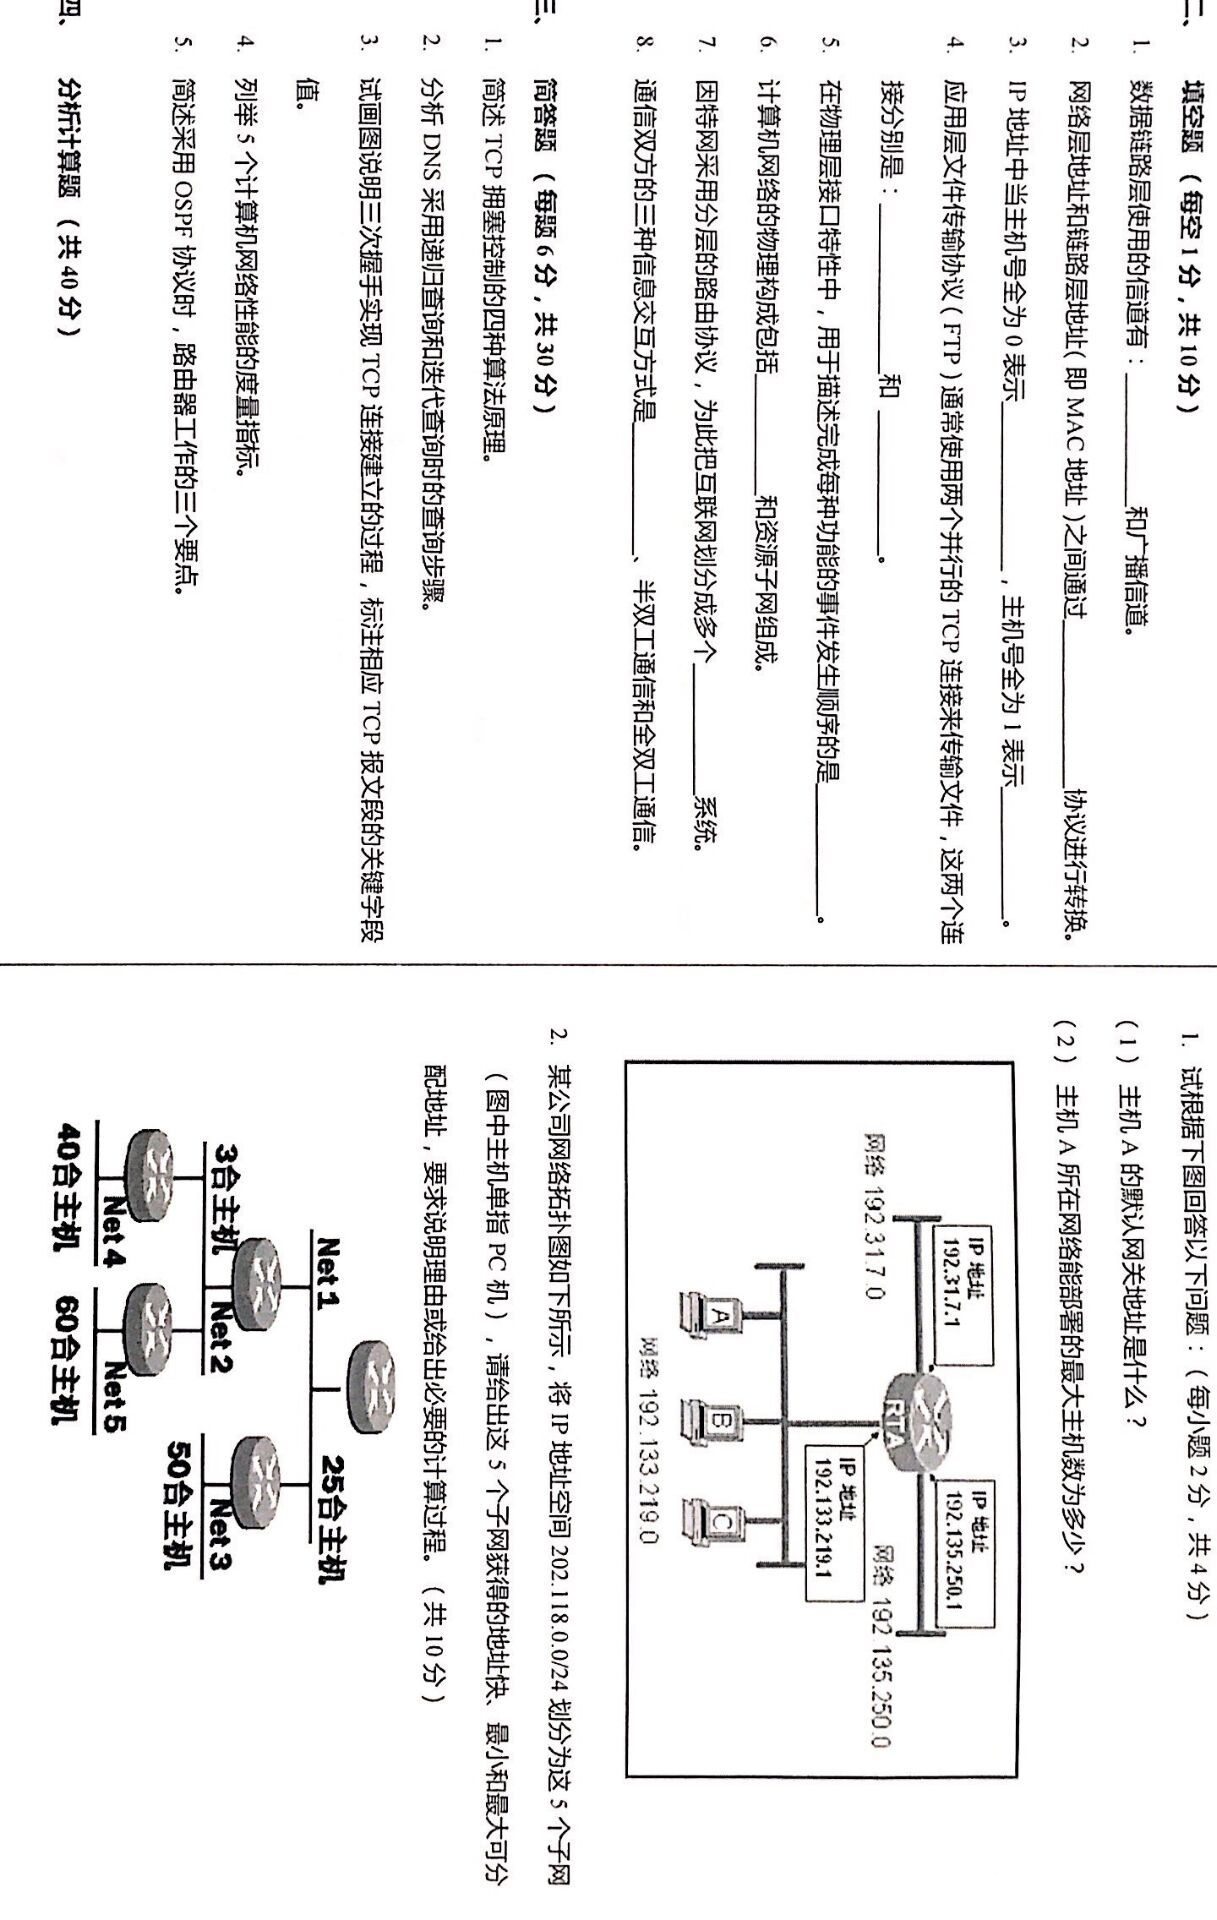 二、 填空题 （每空 1 分，共 10 分）
1. 数据链路层使用的信道有：__________和广播信道。
2. 网络层地址和链路层地址( 即 MAC 地址 )之间通过_____________协议进行转换。
3. IP 地址中当主机号全为 0 表示_____________，主机号全为 1 表示__________。
4. 应用层文件传输协议（ FTP ）通常使用两个并行的 TCP 连接来传输文件，这两个连
接分别是：_____________和 ___________。
5. 在物理层接口特性中，用于描述完成每种功能的事件发生顺序的是__________。
6. 计算机网络的物理构成包括_________和资源子网组成。
7. 因特网采用分层的路由协议，为此把互联网划分成多个__________系统。
8. 通信双方的三种信息交互方式是__________、半双工通信和全双工通信。
三、 简答题 （每题 6 分，共 30 分）
1. 简述 TCP 拥塞控制的四种算法原理。
2. 分析 DNS 采用递归查询和迭代查询时的查询步骤。
3. 试画图说明三次握手实现 TCP 连接建立的过程，标注相应 TCP 报文段的关键字段
值。
4. 列举 5 个计算机网络性能的度量指标。
5. 简述采用 OSPF 协议时，路由器工作的三个要点。
四、 分析计算题 （共 40 分）
1. 试根据下图回答以下问题：（每小题 2 分，共 4 分）
（1） 主机 A 的默认网关地址是什么？
（2） 主机 A 所在网络能部署的最大主机数为多少？
IP 地址
192.31.7.1
IP 地址
192.135.250.1
RTA
网络 192.31.7.0
网络 192.135.250.0
IP 地址
192.133.219.1
A
B
C
网络 192.133.219.0
2. 某公司网络拓扑图如下所示，将 IP 地址空间 202.118.0.0/24 划分为这 5 个子网
（图中主机单指 PC 机），请给出这 5 个子网获得的地址快、最小和最大可分
配地址，要求说明理由或给出必要的计算过程。（共 10 分）
Net 1
25台主机
3台主机
Net 2
Net 3
50台主机
Net 4
Net 5
40台主机
60台主机